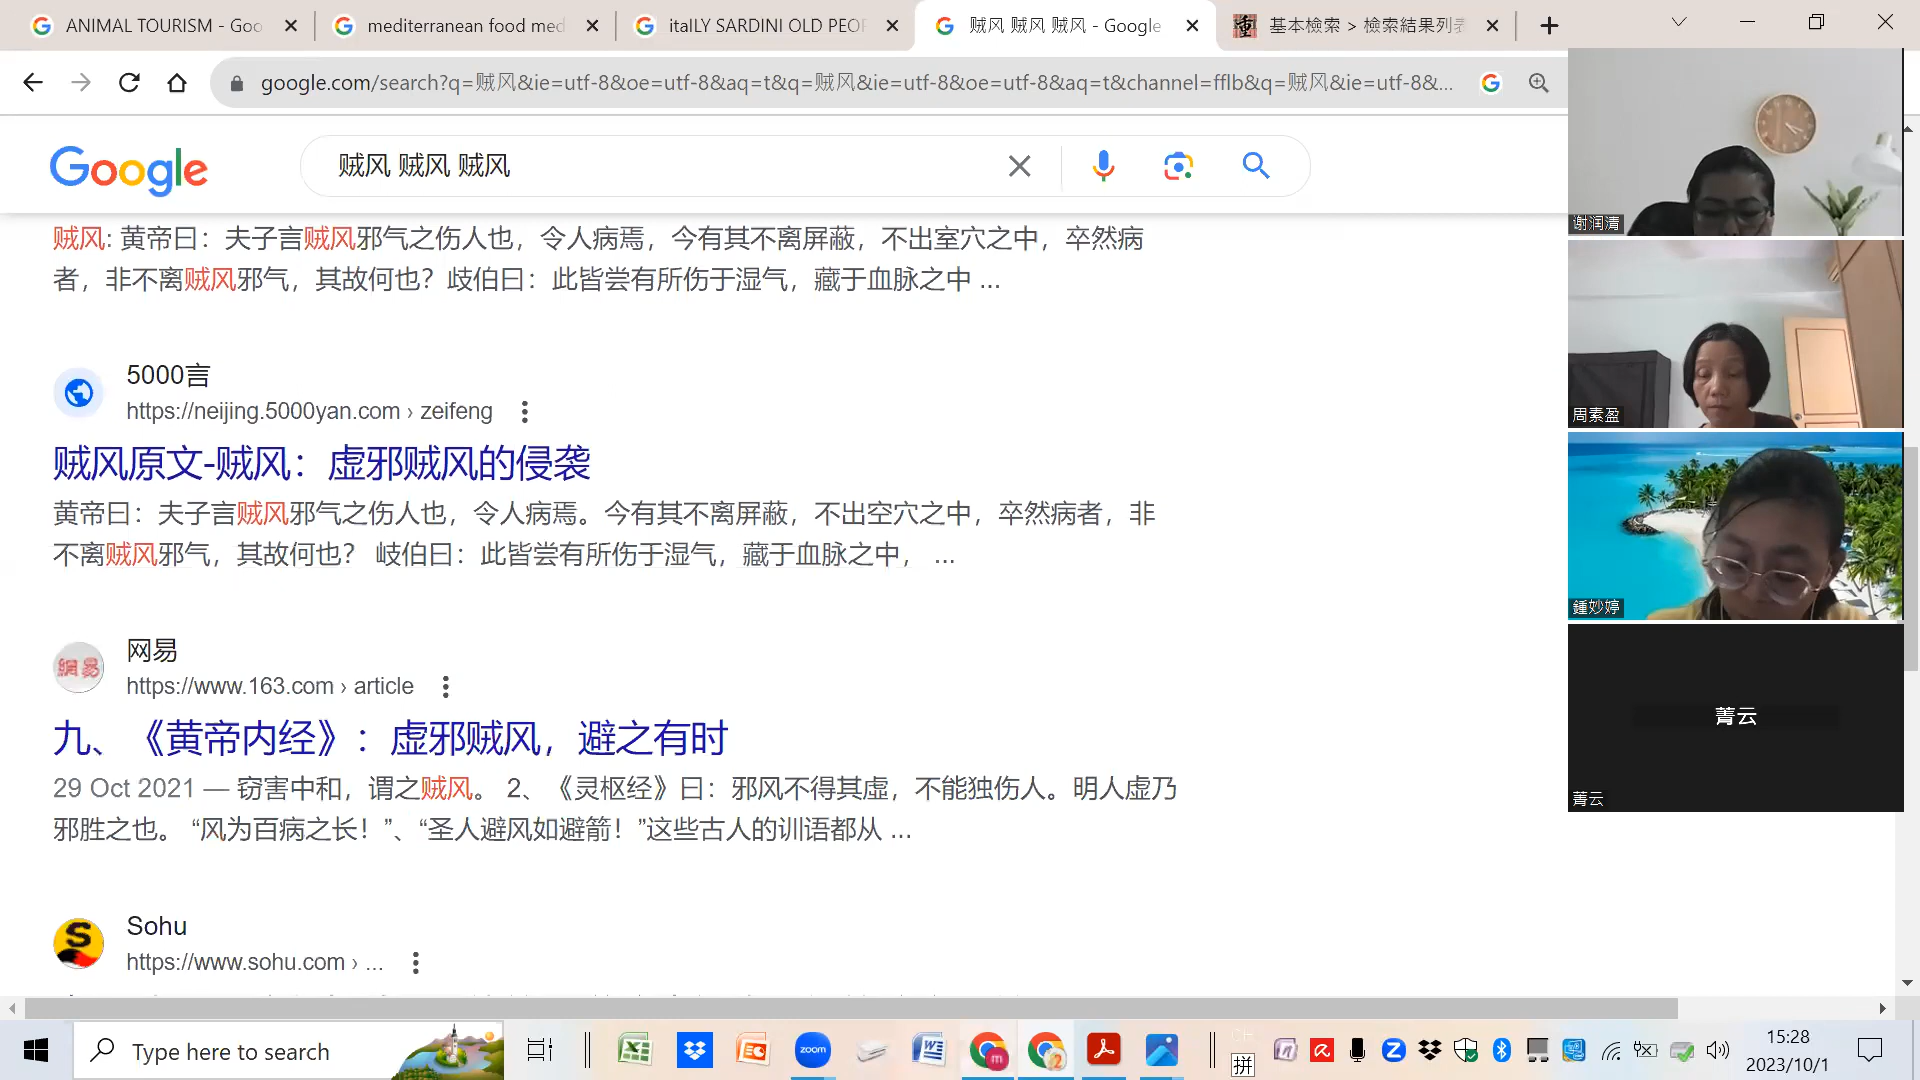 ANIMAL TOURISM - Goo
mediterranean food med
itaILY SARDINI OLD PEOP
贼风 贼风 贼风 - Google
基本檢索 > 檢索結果列表
google.com/search?q=贼风&ie=utf-8&oe=utf-8&aq=t&q=贼风&ie=utf-8&oe=utf-8&aq=t&channel=fflb&q=贼风&ie=utf-8&...
Google
贼风 贼风 贼风
贼风: 黄帝曰：夫子言贼风邪气之伤人也，令人病焉，今有其不离屏蔽，不出室穴之中，卒然病
者，非不离贼风邪气，其故何也？歧伯曰：此皆尝有所伤于湿气，藏于血脉之中 ...
5000言
https://neijing.5000yan.com › zeifeng
贼风原文-贼风：虚邪贼风的侵袭
黄帝曰：夫子言贼风邪气之伤人也，令人病焉。今有其不离屏蔽，不出空穴之中，卒然病者，非
不离贼风邪气，其故何也？ 歧伯曰：此皆尝有所伤于湿气，藏于血脉之中， ...
網易
网易
https://www.163.com › article
九、《黄帝内经》：虚邪贼风，避之有时
29 Oct 2021 — 窃害中和，谓之贼风。 2、《灵枢经》曰：邪风不得其虚，不能独伤人。明人虚乃
邪胜之也。 “风为百病之长！”、“圣人避风如避箭！”这些古人的训语都从 ...
S
Sohu
https://www.sohu.com › ...
谢润清
周素盈
鍾妙婷
菁云
菁云
Type here to search
zoom
m
2
拼
15:28
2023/10/1